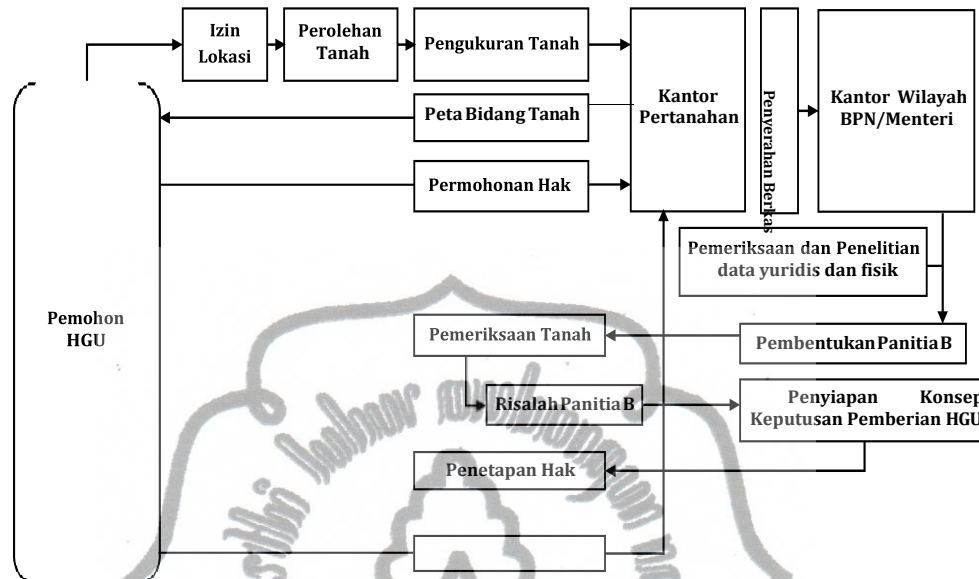 Izin
Lokasi
Perolehan
Tanah
Pengukuran Tanah
Kantor
Pertanahan
Penyerahan Berkas
Kantor Wilayah
BPN/Menteri
Peta Bidang Tanah
Permohonan Hak
Pemeriksaan dan Penelitian
data yuridis dan fisik
Pemohon
HGU
Pemeriksaan Tanah
Pembentukan Panitia B
Risalah Panitia B
Penyiapan Konsep
Keputusan Pemberian HGU
Penetapan Hak